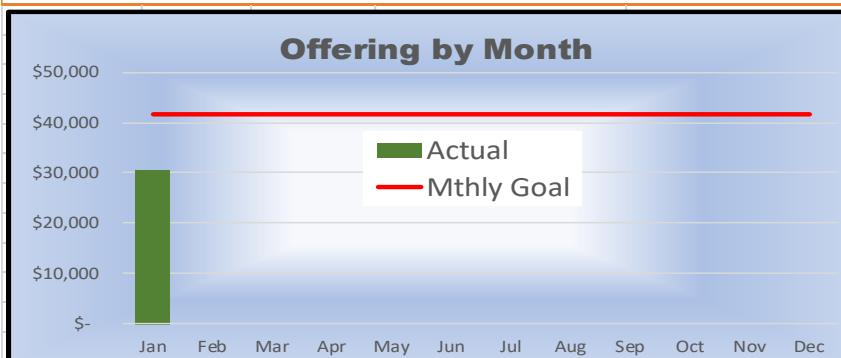 Offering by Month
$50,000
$40,000
$30,000
$20,000
$10,000
$-
Actual
Mthly Goal
Jan Feb Mar Apr May Jun Jul Aug Sep Oct Nov Dec